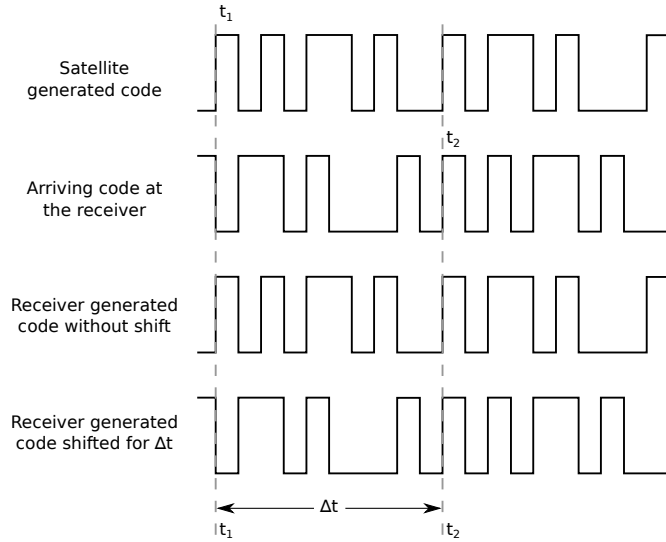 t1
Satellite
generated code
t2
Arriving code at
the receiver
Receiver generated
code without shift
Receiver generated
code shifted for Δt
Δt
t1
t2